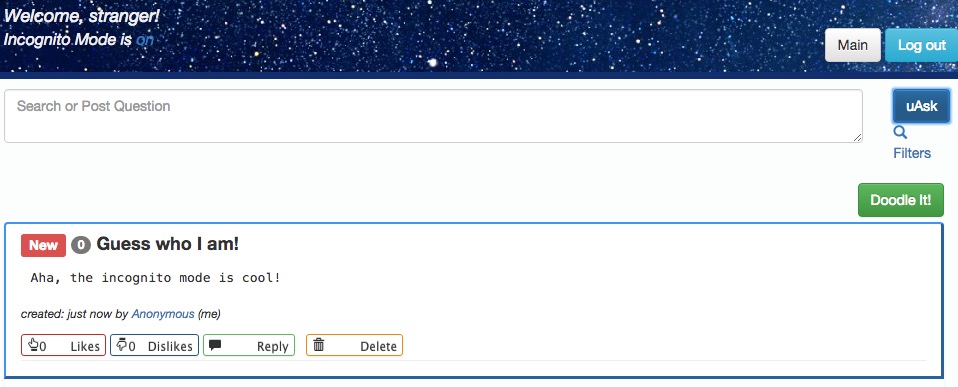 Welcome, stranger!
Incognito Mode is on
Main
Log out
Search or Post Question
uAsk
Filters
Doodle It!
New 0 Guess who I am!
Aha, the incognito mode is cool!
created: just now by Anonymous (me)
0 Likes 0 Dislikes Reply Delete